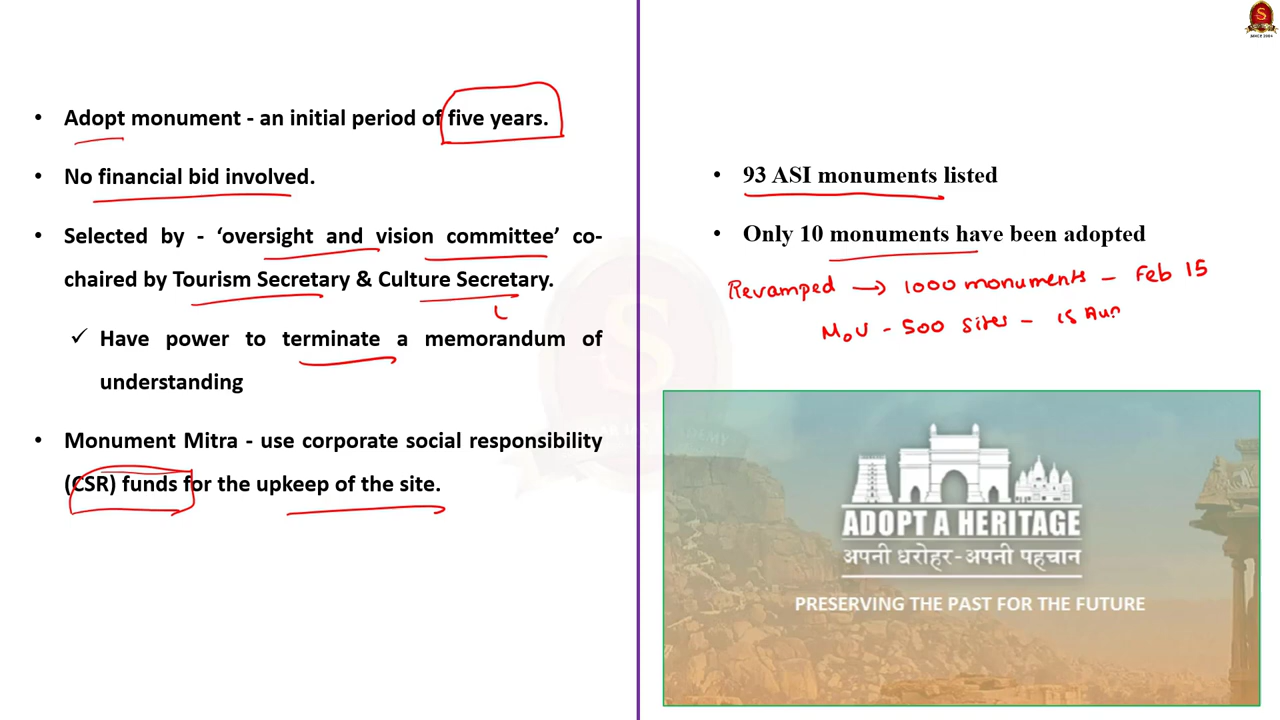 • Adopt monument - an initial period of five years.
• No financial bid involved.
• Selected by - ‘oversight and vision committee’ co-
chaired by Tourism Secretary & Culture Secretary.
✓ Have power to terminate a memorandum of
understanding
• Monument Mitra - use corporate social responsibility
(CSR) funds for the upkeep of the site.
S
SINCE 2004
• 93 ASI monuments listed
• Only 10 monuments have been adopted
Revamped → 1000 monuments - Feb 15
MoU - 500 sites - 15 Aug
ADOPT A HERITAGE
अपनी धरोहर-अपनी पहचान
PRESERVING THE PAST FOR THE FUTURE